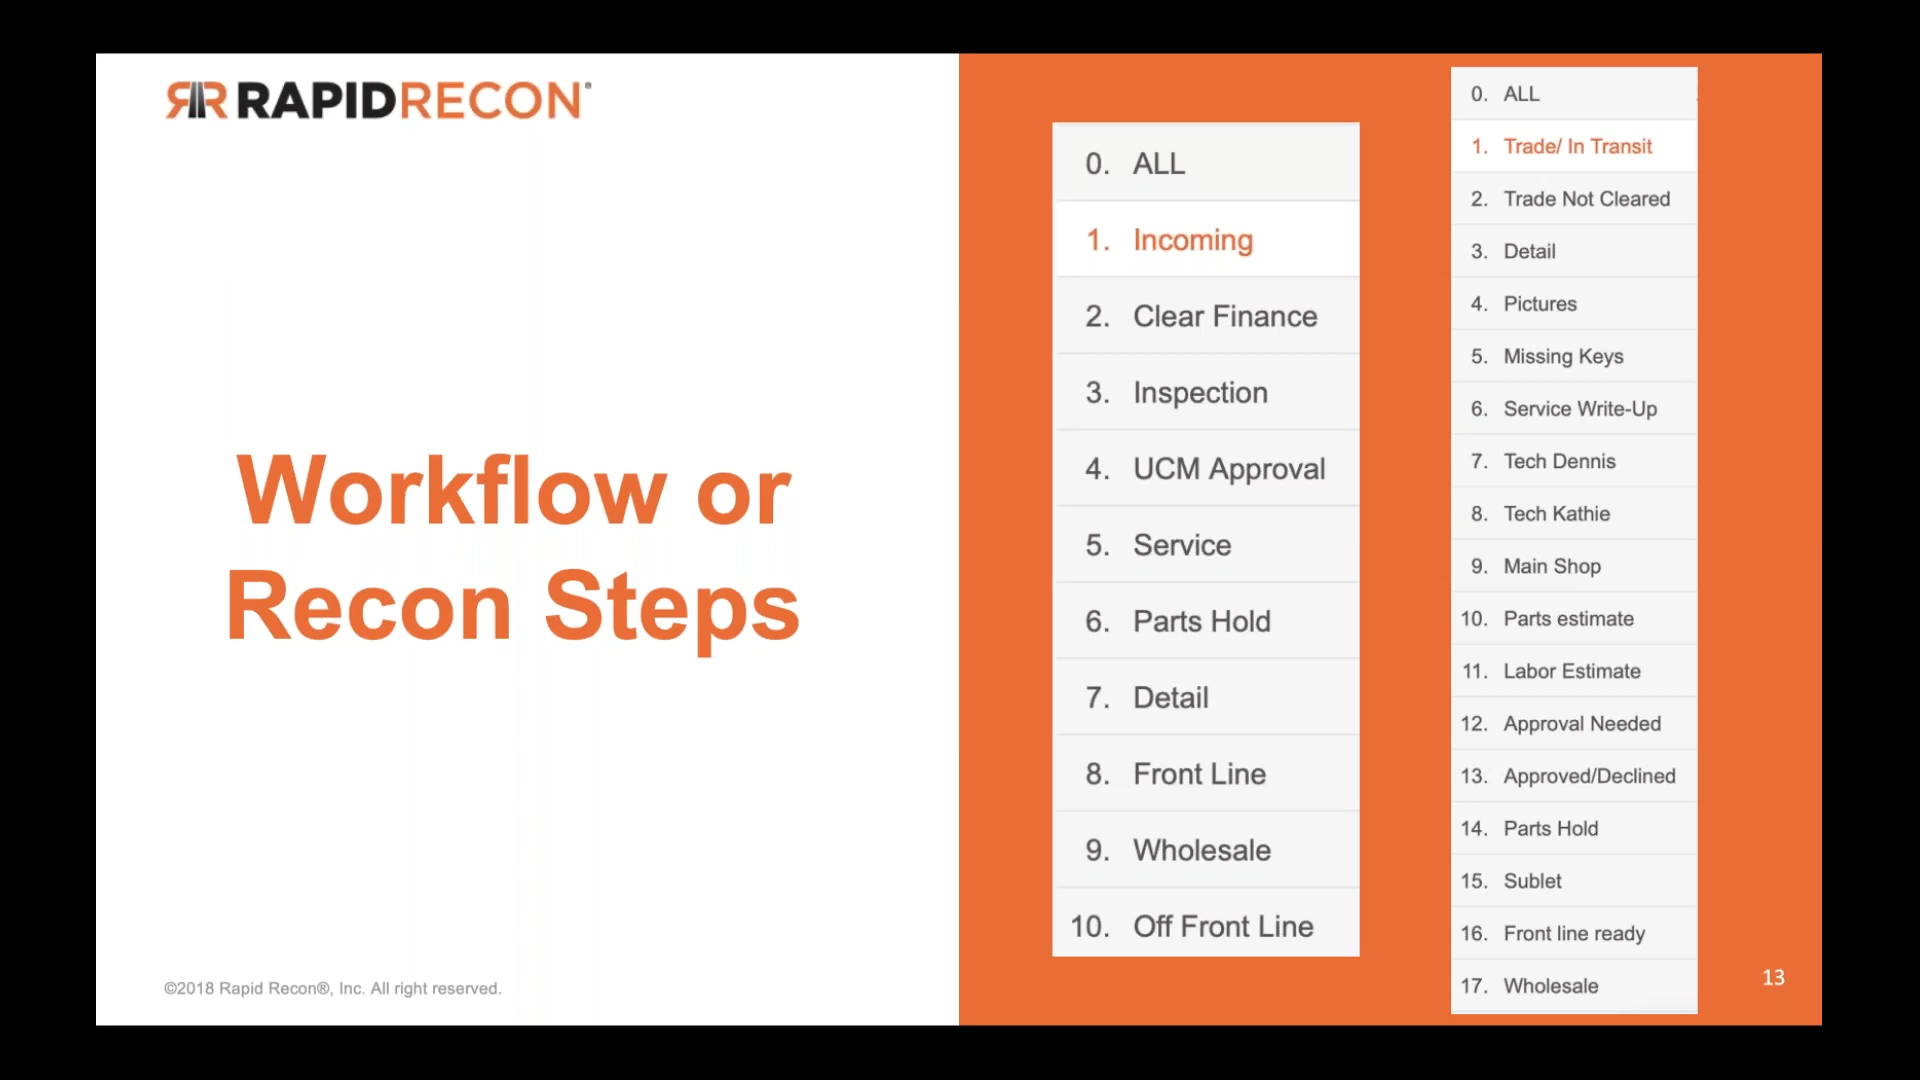 RAPIDRECON®
Workflow or
Recon Steps
©2018 Rapid Recon®, Inc. All right reserved.
0. ALL
1. Incoming
2. Clear Finance
3. Inspection
4. UCM Approval
5. Service
6. Parts Hold
7. Detail
8. Front Line
9. Wholesale
10. Off Front Line
0. ALL
1. Trade/ In Transit
2. Trade Not Cleared
3. Detail
4. Pictures
5. Missing Keys
6. Service Write-Up
7. Tech Dennis
8. Tech Kathie
9. Main Shop
10. Parts estimate
11. Labor Estimate
12. Approval Needed
13. Approved/Declined
14. Parts Hold
15. Sublet
16. Front line ready
17. Wholesale
13